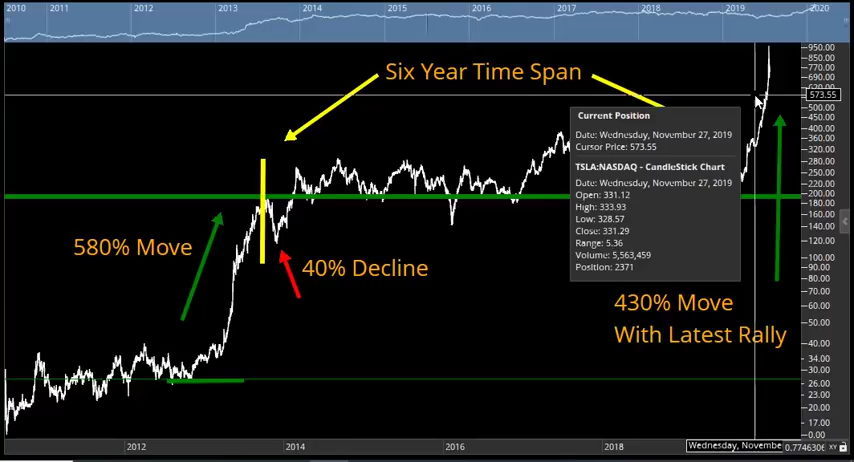 2010 2011 2012 2013 2014 2015 2016 2017 2018 2019 2020
Six Year Time Span
580% Move
40% Decline
430% Move
With Latest Rally
Current Position
Date: Wednesday, November 27, 2019
Cursor Price: 573.55
TSLA:NASDAQ - CandleStick Chart
Date: Wednesday, November 27, 2019
Open: 331.12
High: 333.93
Low: 328.57
Close: 331.29
Range: 5.36
Volume: 5,563,459
Position: 2371
950.00
850.00
770.00
690.00
573.55
500.00
450.00
400.00
360.00
320.00
280.00
250.00
220.00
200.00
180.00
160.00
140.00
120.00
100.00
90.00
80.00
70.00
60.00
50.00
40.00
34.00
30.00
26.00
23.00
20.00
17.00
0.00
2012 2014 2016 2018 Wednesday, Novembe 0.7746306 XY